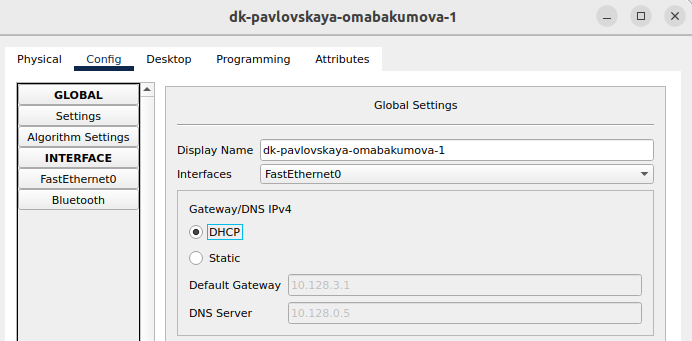 dk-pavlovskaya-omabakumova-1
Physical Config Desktop Programming Attributes
GLOBAL
Settings
Algorithm Settings
INTERFACE
FastEthernet0
Bluetooth
Global Settings
Display Name dk-pavlovskaya-omabakumova-1
Interfaces FastEthernet0
Gateway/DNS IPv4
DHCP
Static
Default Gateway 10.128.3.1
DNS Server 10.128.0.5